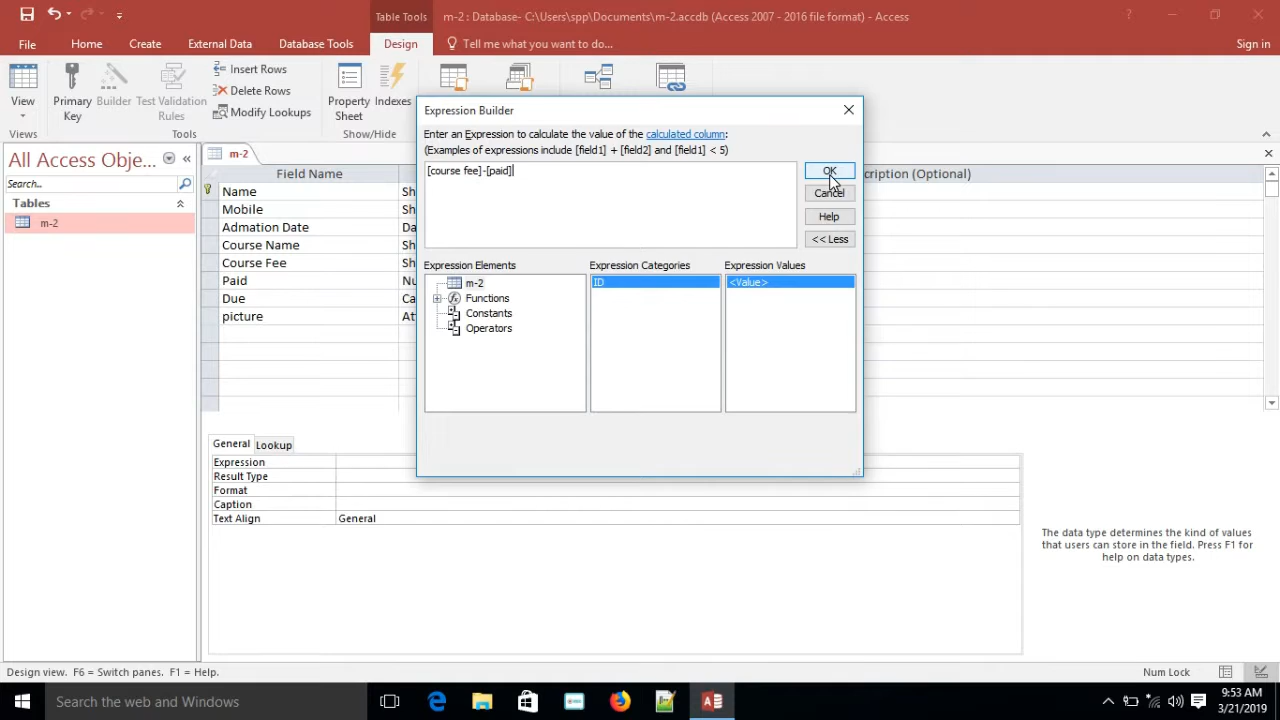 Table Tools
m-2 : Database- C:\Users\spp\Documents\m-2.accdb (Access 2007 - 2016 file format) - Access
File
Home
Create
External Data
Database Tools
Design
Tell me what you want to do...
Sign in
View
Primary Key
Builder
Test Validation Rules
Insert Rows
Delete Rows
Modify Lookups
Property Sheet
Indexes
Views
Tools
Show/Hide
All Access Obje...
Search...
Tables
m-2
m-2
Field Name
cription (Optional)
Name
Sh
Mobile
Sh
Admation Date
Da
Course Name
Sh
Course Fee
Sh
Paid
Nu
Due
Ca
picture
At
Expression Builder
Enter an Expression to calculate the value of the calculated column:
(Examples of expressions include [field1] + [field2] and [field1] < 5)
[course fee]-[paid]
OK
Cancel
Help
<< Less
Expression Elements
Expression Categories
Expression Values
m-2
Functions
Constants
Operators
ID
<Value>
General
Lookup
Expression
Result Type
Format
Caption
Text Align
General
The data type determines the kind of values
that users can store in the field. Press F1 for
help on data types.
Design view. F6 = Switch panes. F1 = Help.
Num Lock
Search the web and Windows
9:53 AM
3/21/2019